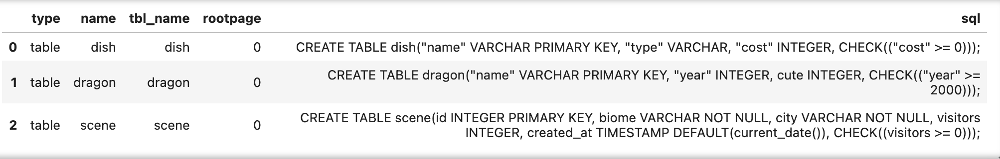 type name tbl_name rootpage sql
0 table dish dish 0 CREATE TABLE dish("name" VARCHAR PRIMARY KEY, "type" VARCHAR, "cost" INTEGER, CHECK(("cost" >= 0)));
1 table dragon dragon 0 CREATE TABLE dragon("name" VARCHAR PRIMARY KEY, "year" INTEGER, cute INTEGER, CHECK(("year" >=
2000)));
2 table scene scene 0 CREATE TABLE scene(id INTEGER PRIMARY KEY, biome VARCHAR NOT NULL, city VARCHAR NOT NULL, visitors
INTEGER, created_at TIMESTAMP DEFAULT(current_date()), CHECK((visitors >= 0)));